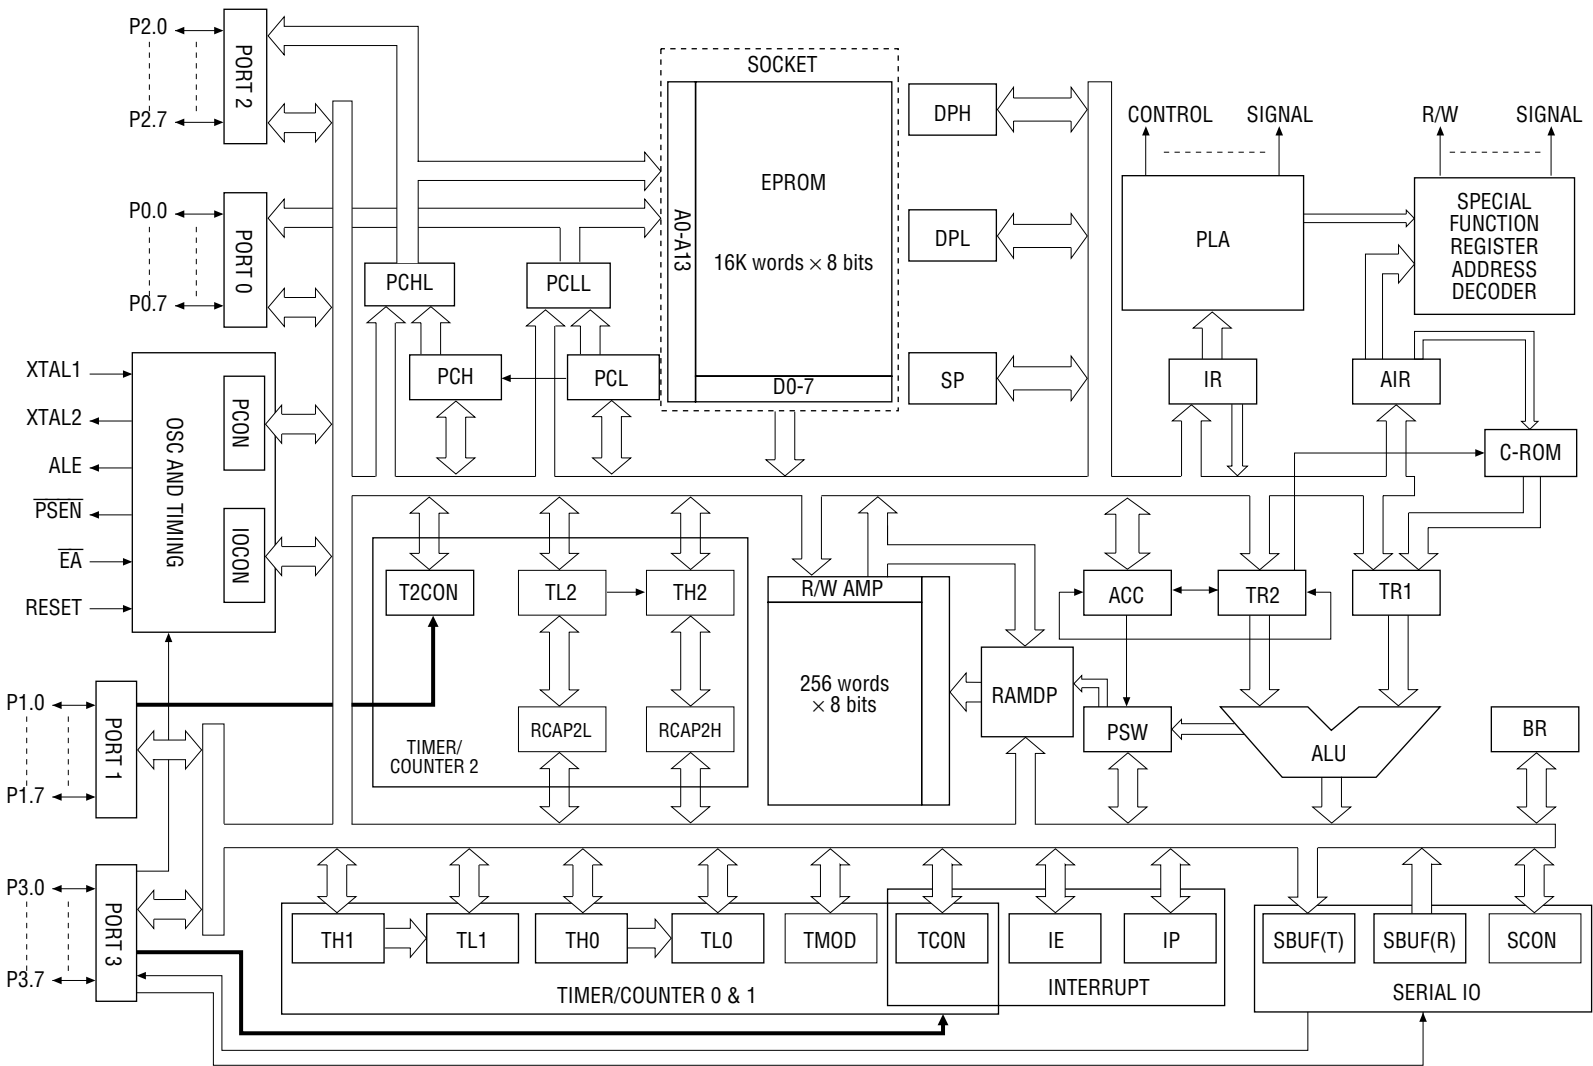 P2.0
P2.7
PORT 2
P0.0
P0.7
PORT 0
XTAL1
XTAL2
ALE
PSEN
EA
RESET
OSC AND TIMING
PCON
IOCON
P1.0
P1.7
PORT 1
P3.0
P3.7
PORT 3
SOCKET
A0-A13
EPROM
16K words × 8 bits
D0-7
PCHL
PCLL
PCH
PCL
DPH
DPL
SP
CONTROL
SIGNAL
R/W
SIGNAL
PLA
SPECIAL
FUNCTION
REGISTER
ADDRESS
DECODER
IR
AIR
C-ROM
T2CON
TL2
TH2
RCAP2L
RCAP2H
TIMER/
COUNTER 2
R/W AMP
256 words
× 8 bits
RAMDP
ACC
TR2
TR1
PSW
ALU
BR
TH1
TL1
TH0
TL0
TMOD
TCON
IE
IP
TIMER/COUNTER 0 & 1
INTERRUPT
SBUF(T)
SBUF(R)
SCON
SERIAL IO